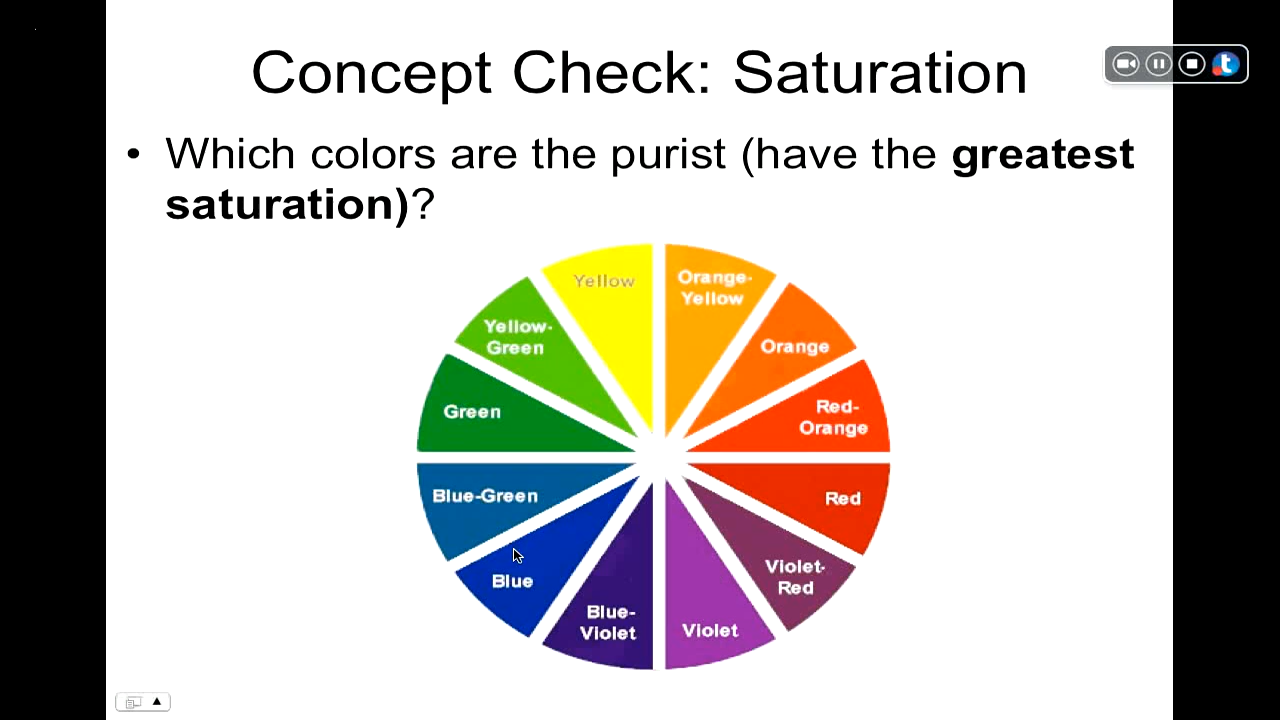 Concept Check: Saturation
• Which colors are the purist (have the greatest
saturation)?
Yellow
Orange-
Yellow
Yellow-
Green
Orange
Green
Red-
Orange
Blue-Green
Red
Blue
Violet-
Red
Blue-
Violet
Violet
t